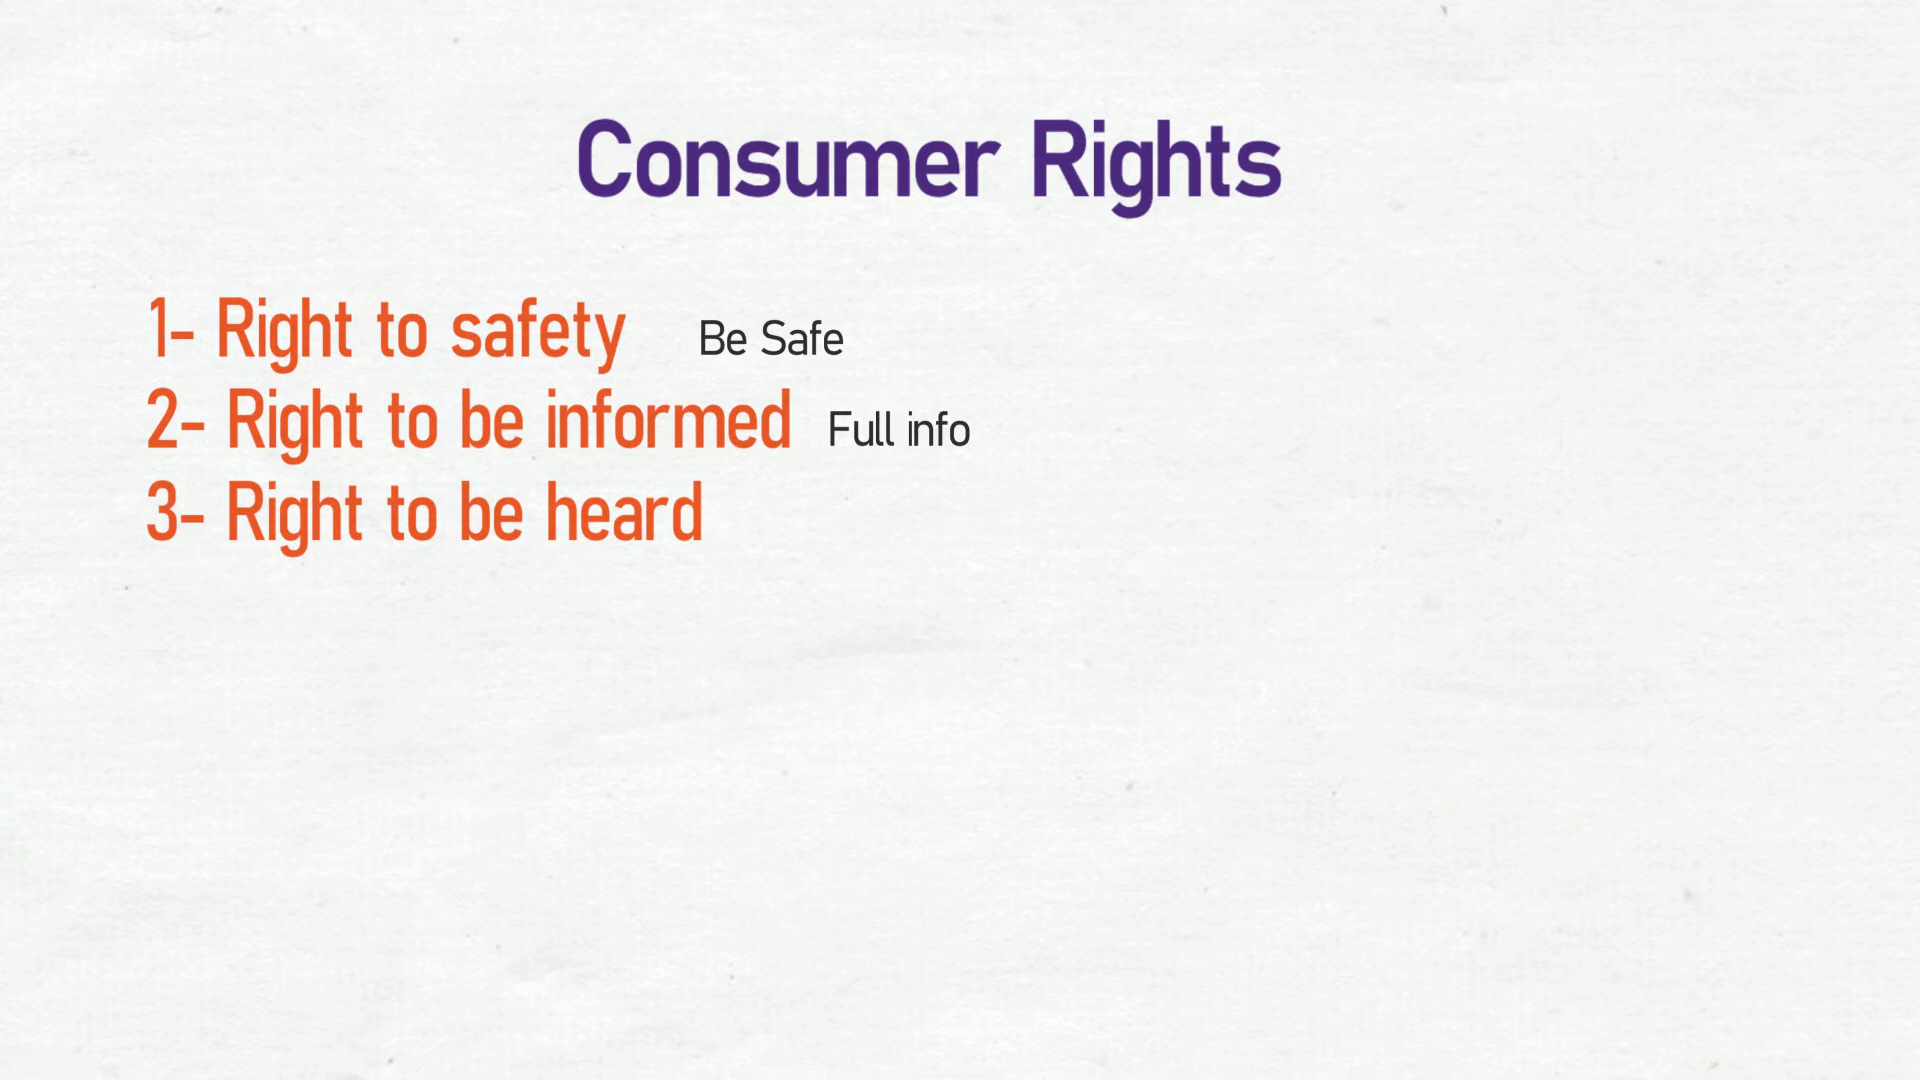 Consumer Rights
1- Right to safety Be Safe
2- Right to be informed Full info
3- Right to be heard